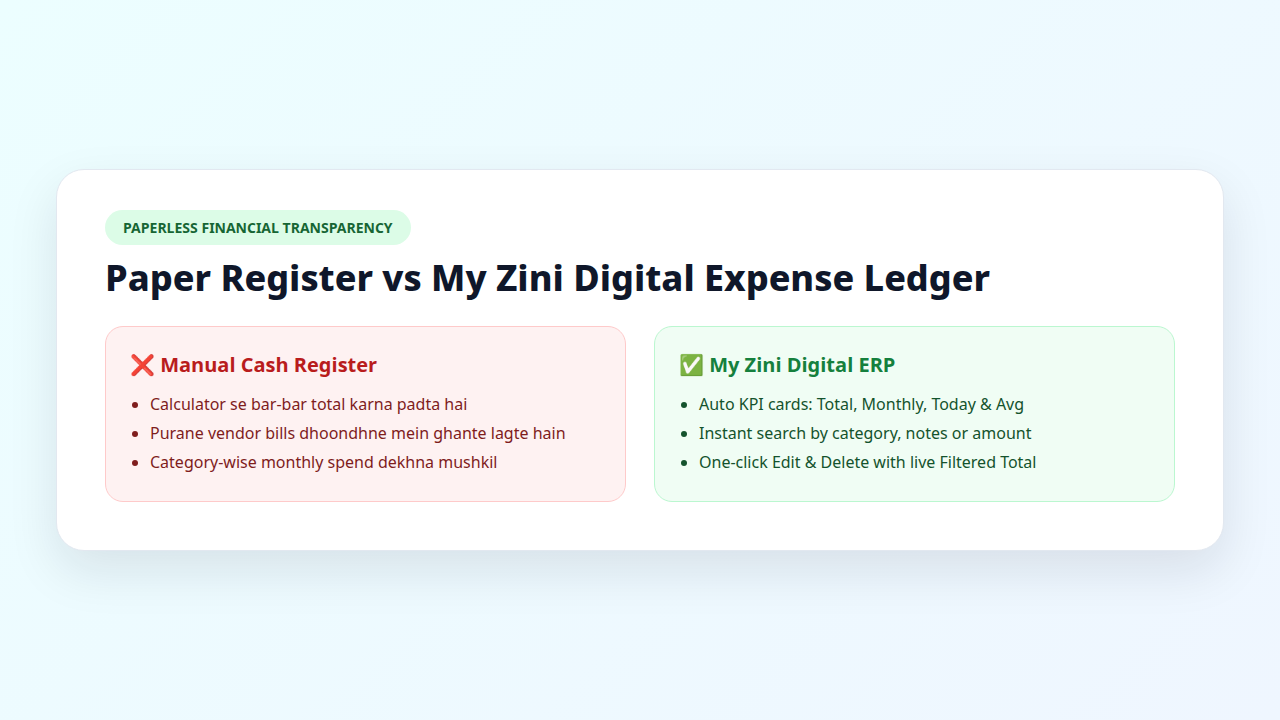 PAPERLESS FINANCIAL TRANSPARENCY
Paper Register vs My Zini Digital Expense Ledger
❌ Manual Cash Register
• Calculator se bar-bar total karna padta hai
• Purane vendor bills dhoondhne mein ghante lagte hain
• Category-wise monthly spend dekhna mushkil
✅ My Zini Digital ERP
• Auto KPI cards: Total, Monthly, Today & Avg
• Instant search by category, notes or amount
• One-click Edit & Delete with live Filtered Total